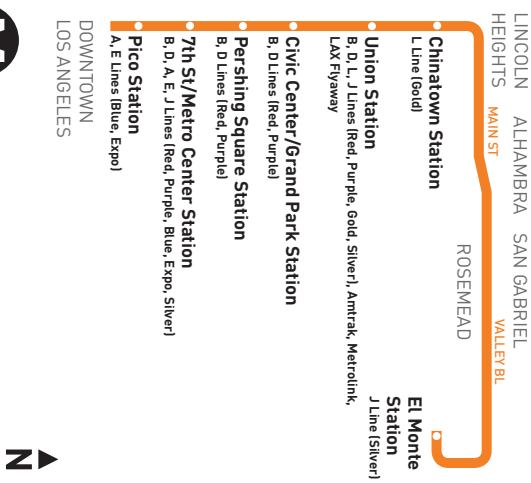 LINCOLN
HEIGHTS
ALHAMBRA
SAN GABRIEL
MAIN ST
VALLEY BL
ROSEMEAD
El Monte
Station
J Line (Silver)
Chinatown Station
L Line (Gold)
Union Station
B, D, L, J Lines (Red, Purple, Gold, Silver), Amtrak, Metrolink,
LAX Flyaway
Civic Center/Grand Park Station
B, D Lines (Red, Purple)
Pershing Square Station
B, D Lines (Red, Purple)
7th St/Metro Center Station
B, D, A, E, J Lines (Red, Purple, Blue, Expo, Silver)
Pico Station
A, E Lines (Blue, Expo)
DOWNTOWN
LOS ANGELES
N